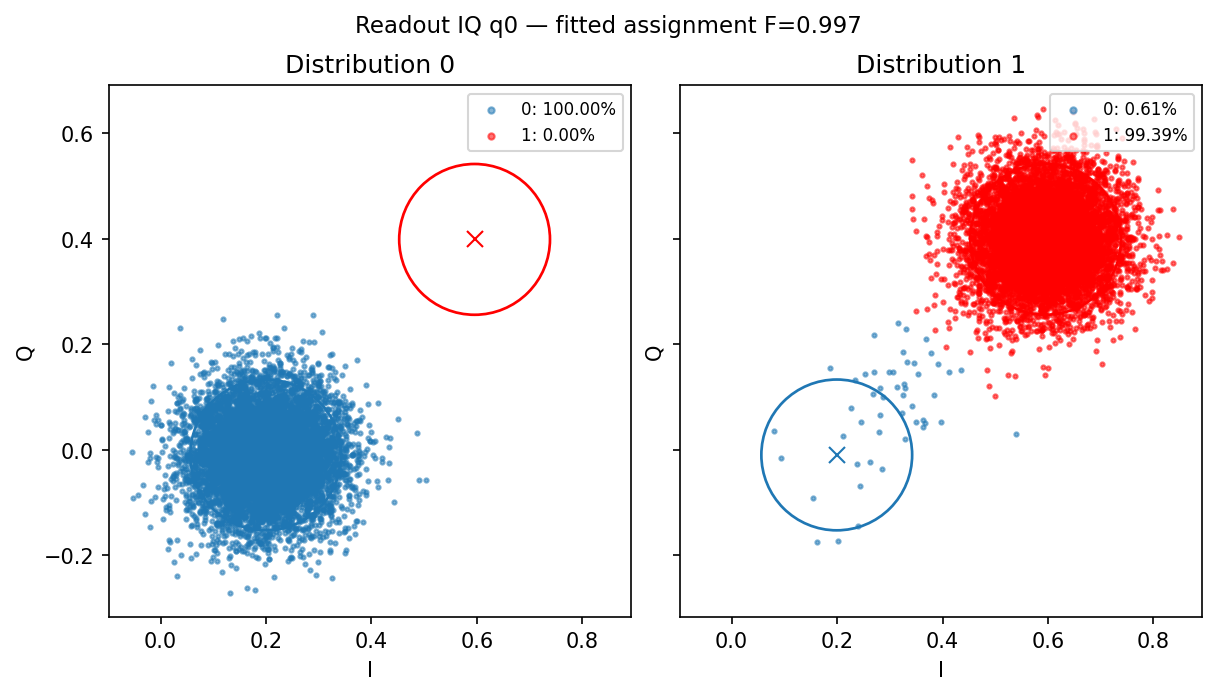 Readout IQ q0 — fitted assignment F=0.997
Distribution 0
0: 100.00%
1: 0.00%
Q
0.6
0.4
0.2
0.0
−0.2
0.0 0.2 0.4 0.6 0.8
I
Distribution 1
0: 0.61%
1: 99.39%
Q
0.0 0.2 0.4 0.6 0.8
I